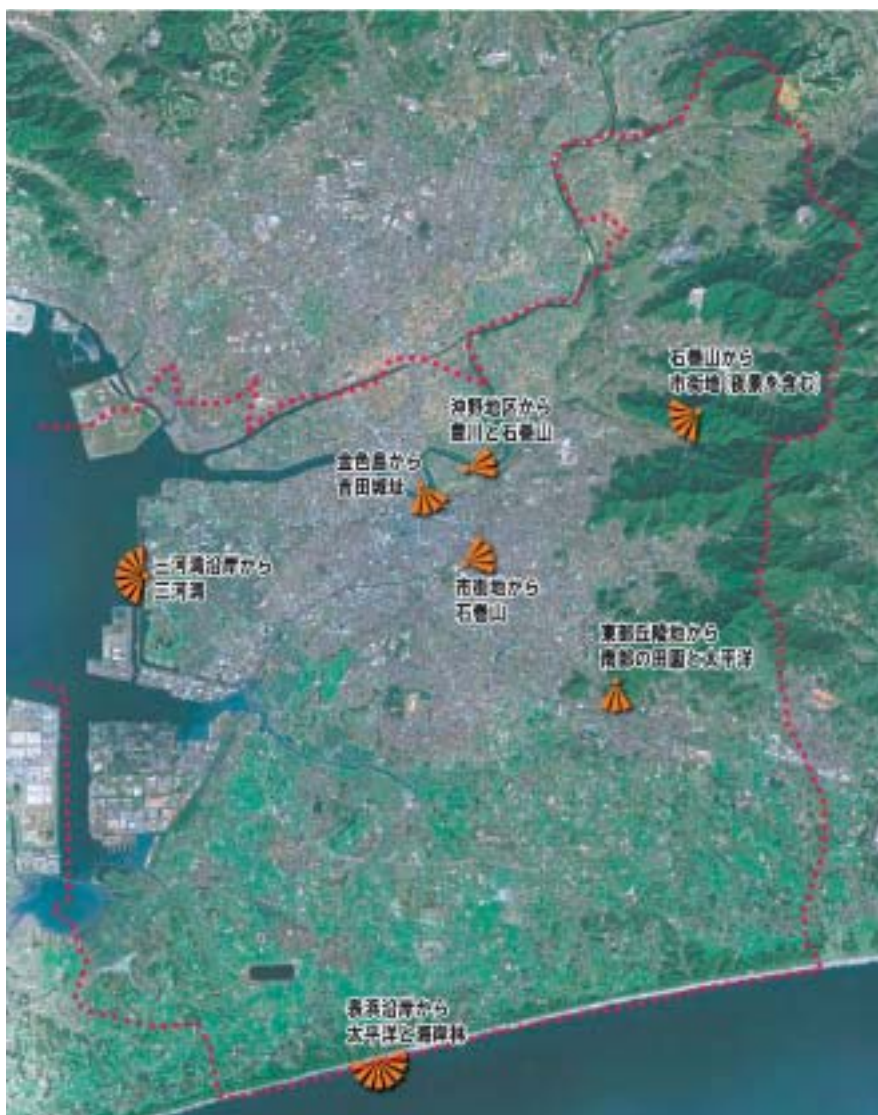 石巻山から
市街地(夜景を含む)
沖野地区から
豊川と石巻山
金色島から
吉田城址
三河湾沿岸から
三河湾
市街地から
石巻山
東部丘陵地から
南部の田園と太平洋
表浜沿岸から
太平洋と海岸林